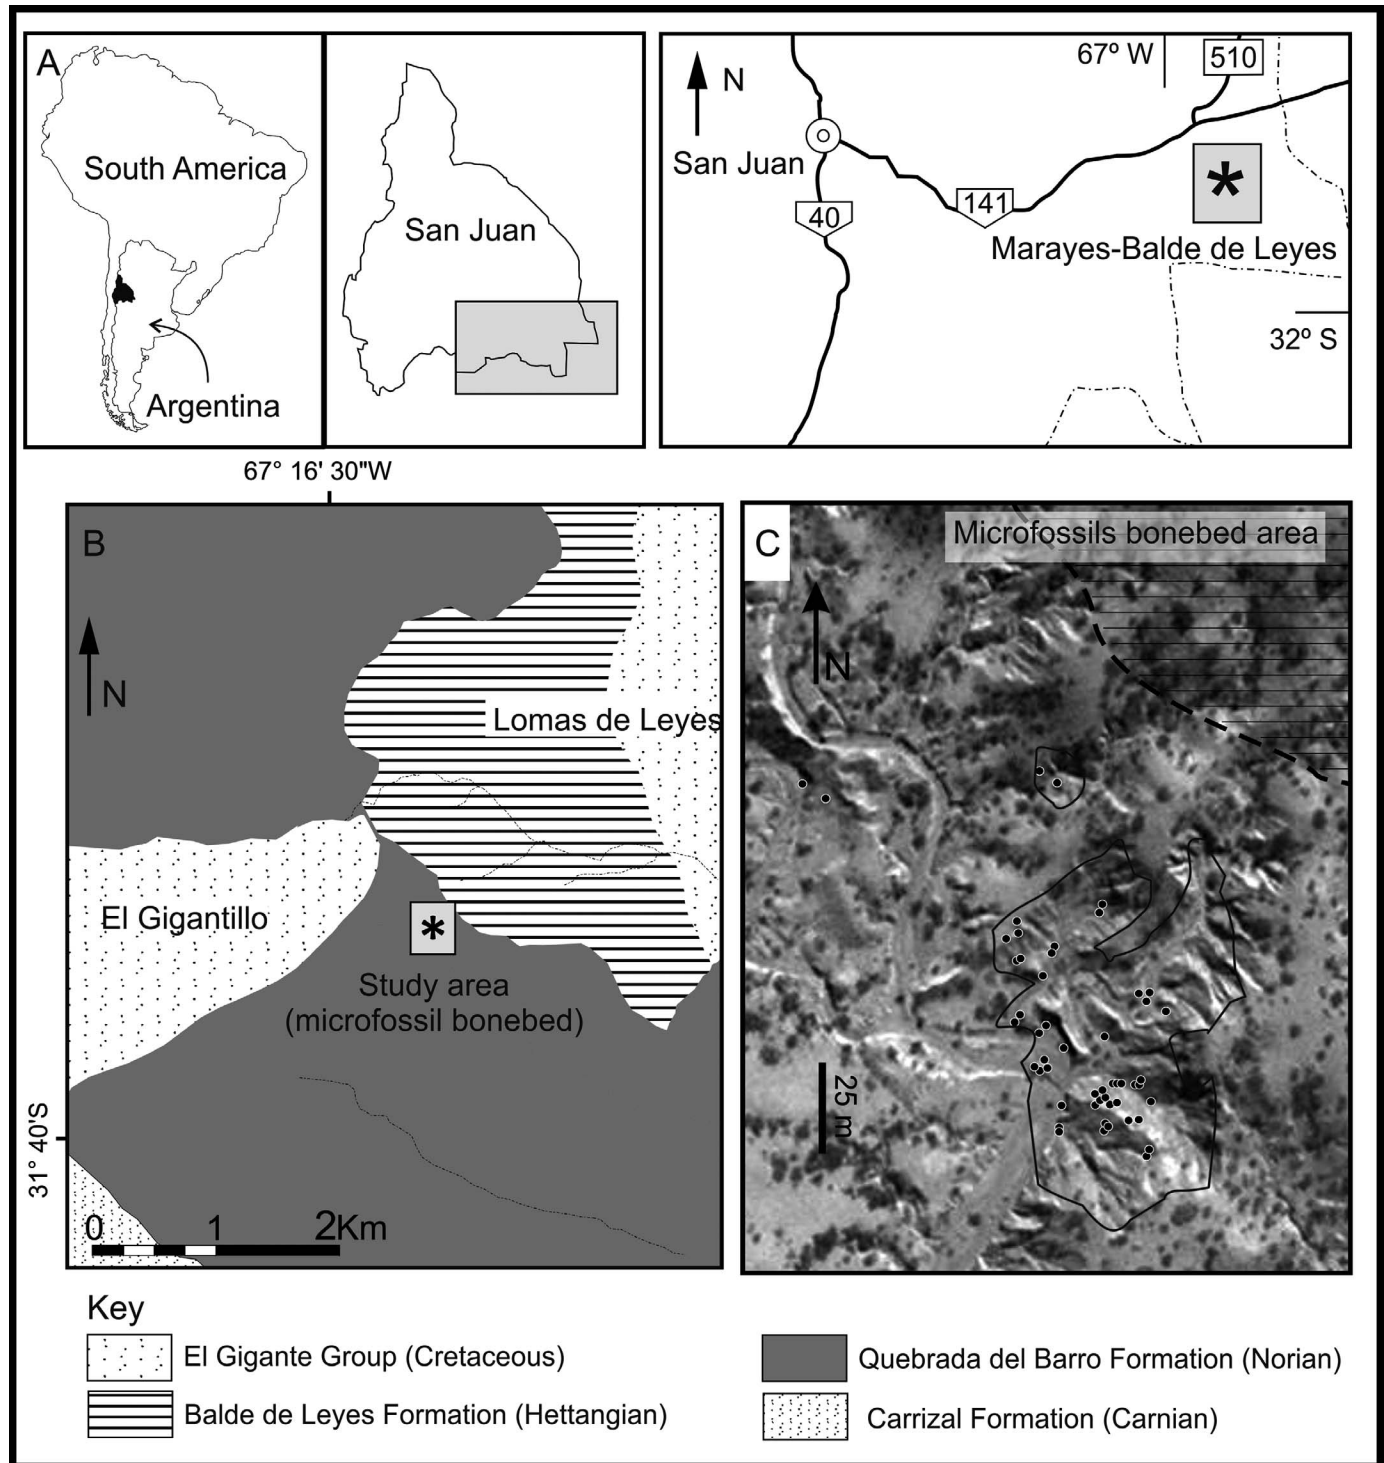 A
South America
Argentina
San Juan
N
San Juan
40
141
510
67º W
Marayes-Balde de Leyes
32º S
67° 16' 30"W
B
N
Lomas de Leyes
El Gigantillo
*
Study area
(microfossil bonebed)
31° 40'S
0 1 2Km
C
Microfossils bonebed area
N
25 m
Key
El Gigante Group (Cretaceous)
Balde de Leyes Formation (Hettangian)
Quebrada del Barro Formation (Norian)
Carrizal Formation (Carnian)